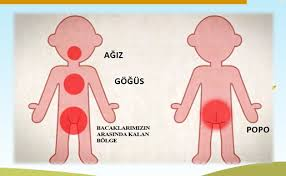 AĞIZ
GÖĞÜS
BACAKLARIMIZIN
ARASINDA KALAN
BÖLGE
POPO